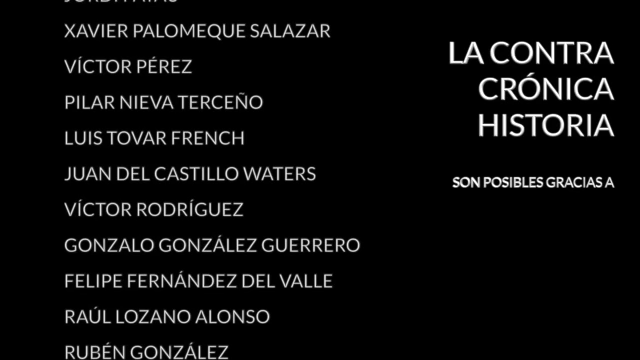 XAVIER PALOMEQUE SALAZAR
VÍCTOR PÉREZ
PILAR NIEVA TERCEÑO
LUIS TOVAR FRENCH
JUAN DEL CASTILLO WATERS
VÍCTOR RODRÍGUEZ
GONZALO GONZÁLEZ GUERRERO
FELIPE FERNÁNDEZ DEL VALLE
RAÚL LOZANO ALONSO
RUBÉN GONZÁLEZ
LA CONTRA
CRÓNICA
HISTORIA
SON POSIBLES GRACIAS A